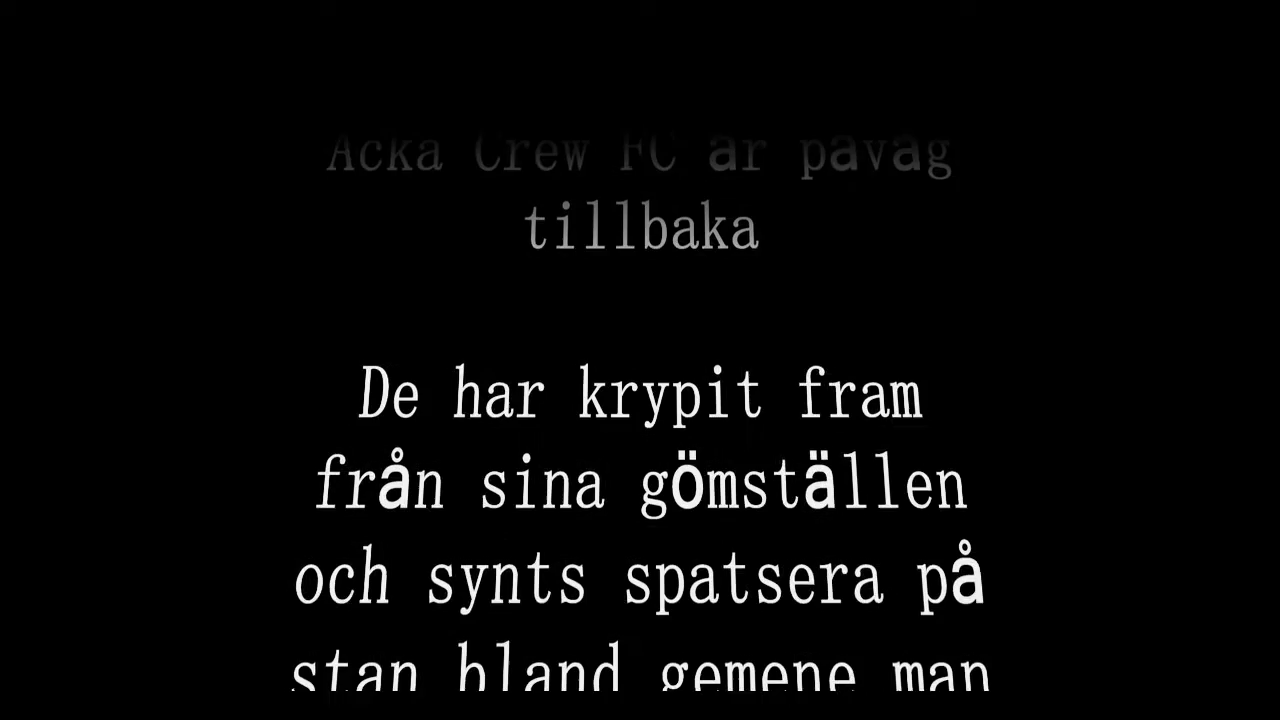 Acka Crew FC är påväg
tillbaka
De har krypit fram
från sina gömställen
och synts spatsera på
stan bland gemene man